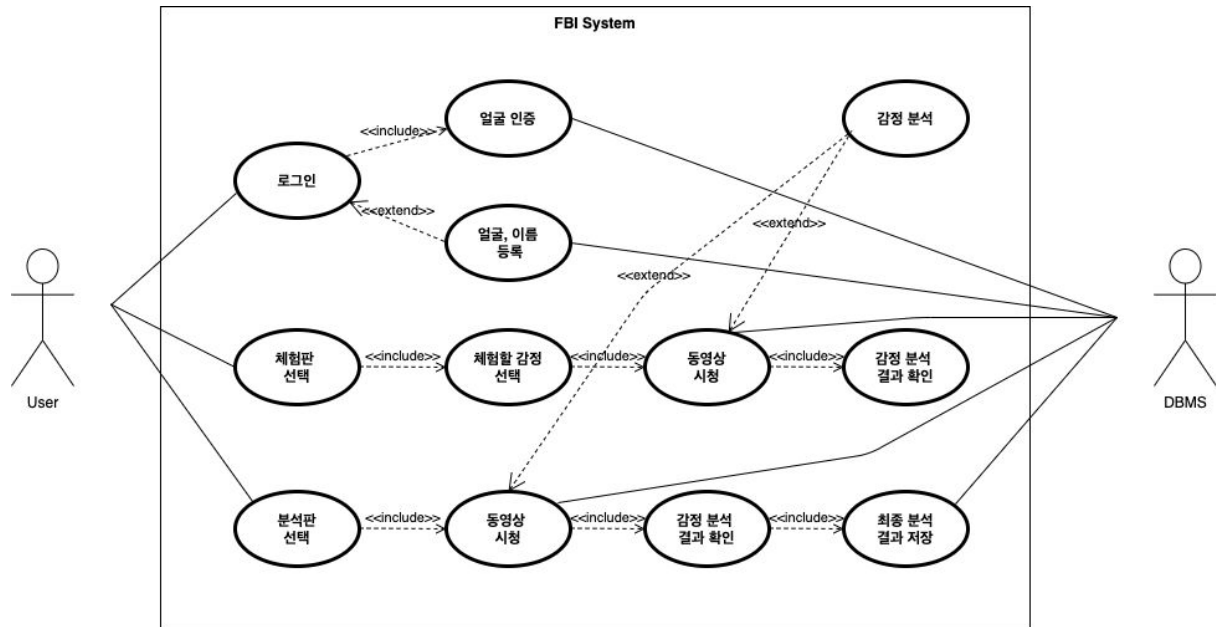 FBI System
얼굴 인증
감정 분석
<<include>>
로그인
<<extend>>
얼굴, 이름
등록
<<extend>>
<<extend>>
체험판
선택
<<include>>
체험할 감정
선택
<<include>>
동영상
시청
<<include>>
감정 분석
결과 확인
User
DBMS
분석판
선택
<<include>>
동영상
시청
<<include>>
감정 분석
결과 확인
<<include>>
최종 분석
결과 저장